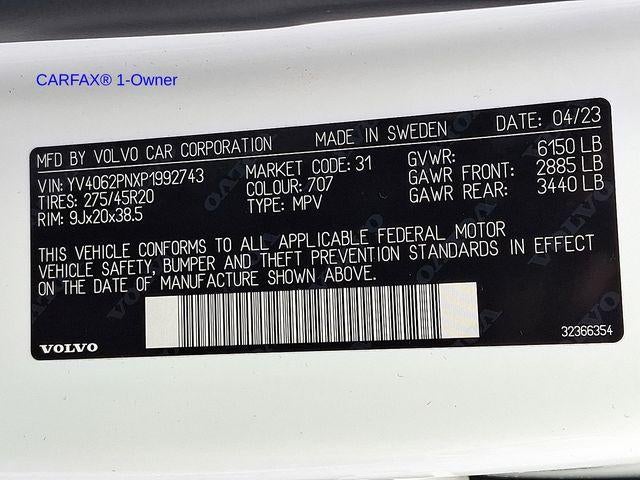 CARFAX® 1-Owner
MFD BY VOLVO CAR CORPORATION MADE IN SWEDEN DATE: 04/23
VIN: YV4062PNXP1992743 MARKET CODE: 31 GVWR: 6150 LB
TIRES: 275/45R20 COLOUR: 707 GAWR FRONT: 2885 LB
RIM: 9Jx20x38.5 TYPE: MPV GAWR REAR: 3440 LB
THIS VEHICLE CONFORMS TO ALL APPLICABLE FEDERAL MOTOR
VEHICLE SAFETY, BUMPER AND THEFT PREVENTION STANDARDS IN EFFECT
ON THE DATE OF MANUFACTURE SHOWN ABOVE.
VOLVO 32366354